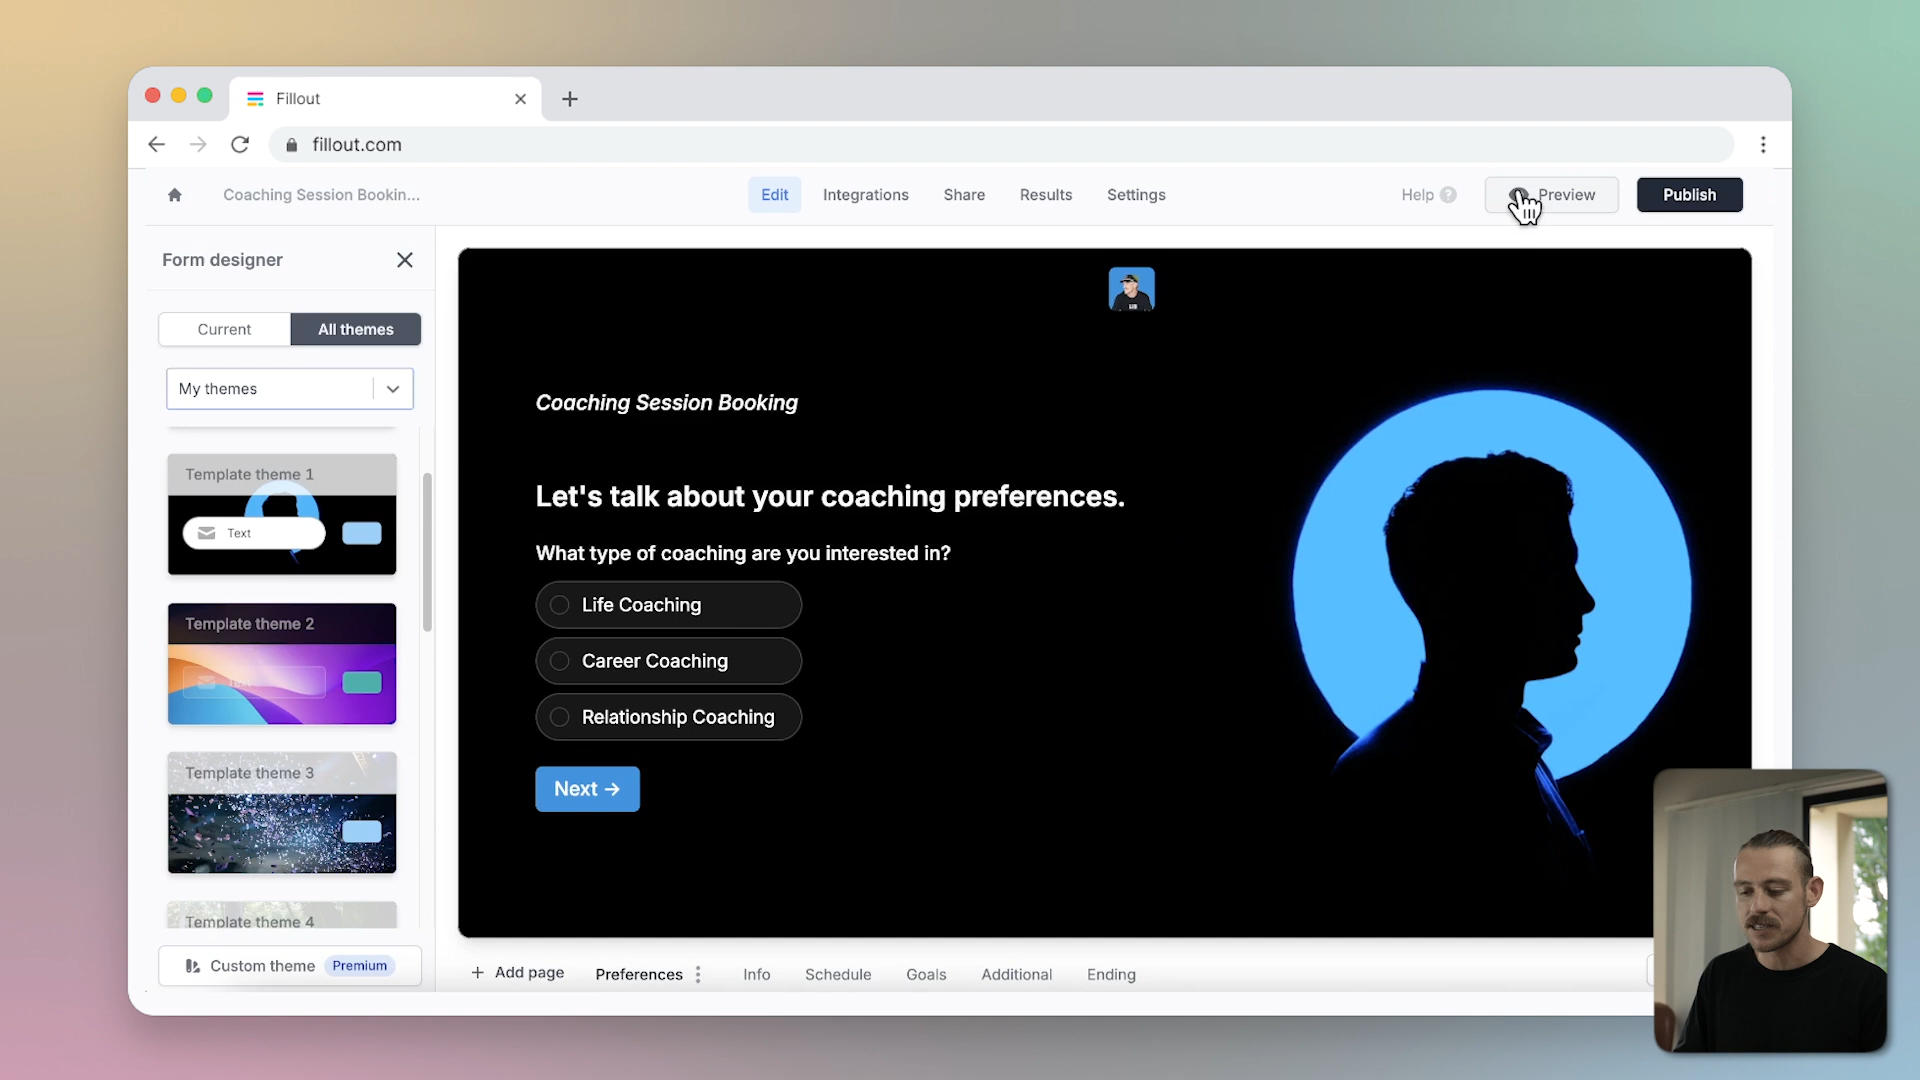 Fillout
fillout.com
Coaching Session Bookin...
Edit
Integrations
Share
Results
Settings
Help ?
Preview
Publish
Form designer
Current
All themes
My themes
Template theme 1
Text
Template theme 2
Template theme 3
Template theme 4
Custom theme
Premium
Coaching Session Booking
Let's talk about your coaching preferences.
What type of coaching are you interested in?
Life Coaching
Career Coaching
Relationship Coaching
Next →
+ Add page
Preferences
Info
Schedule
Goals
Additional
Ending